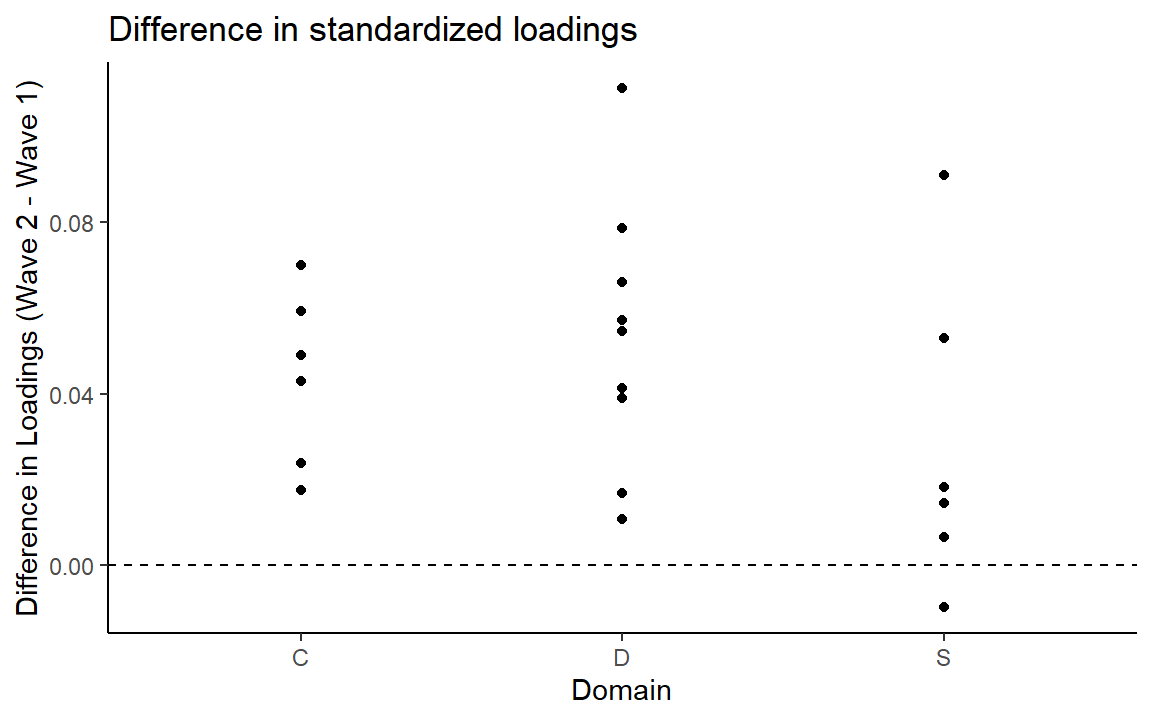 Difference in standardized loadings
Difference in Loadings (Wave 2 - Wave 1)
0.08
0.04
0.00
C D S
Domain